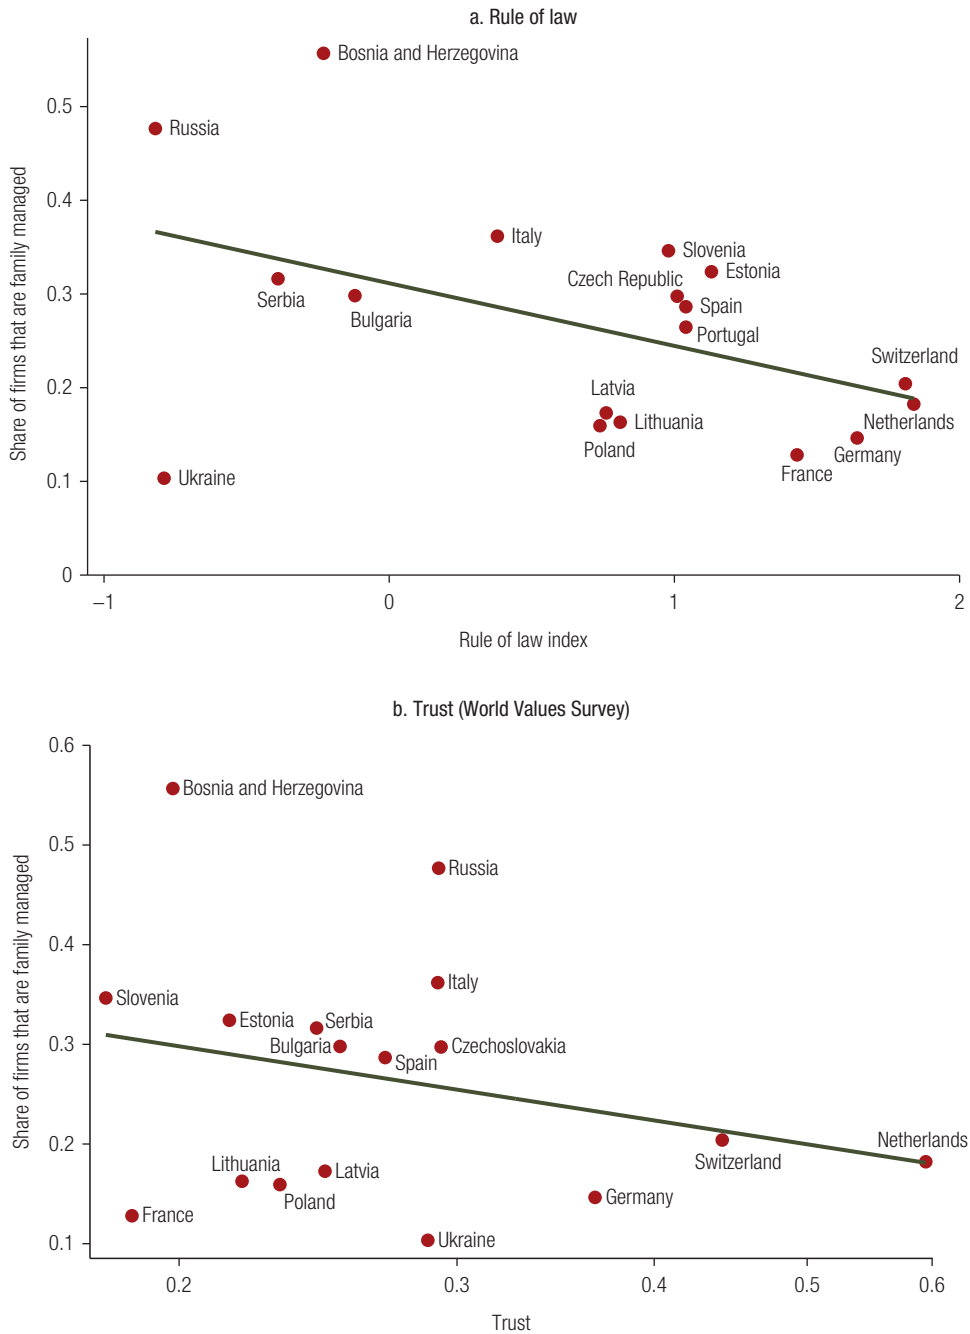 a. Rule of law
Share of firms that are family managed
0.5
0.4
0.3
0.2
0.1
0
Bosnia and Herzegovina
Russia
Italy
Slovenia
Estonia
Czech Republic
Serbia
Spain
Bulgaria
Portugal
Switzerland
Latvia
Lithuania
Netherlands
Poland
Germany
France
Ukraine
−1
0
1
2
Rule of law index
b. Trust (World Values Survey)
Share of firms that are family managed
0.6
0.5
0.4
0.3
0.2
0.1
Bosnia and Herzegovina
Russia
Italy
Slovenia
Estonia
Serbia
Bulgaria
Czechoslovakia
Spain
Netherlands
Lithuania
Latvia
Switzerland
Poland
Germany
France
Ukraine
0.2
0.3
0.4
0.5
0.6
Trust